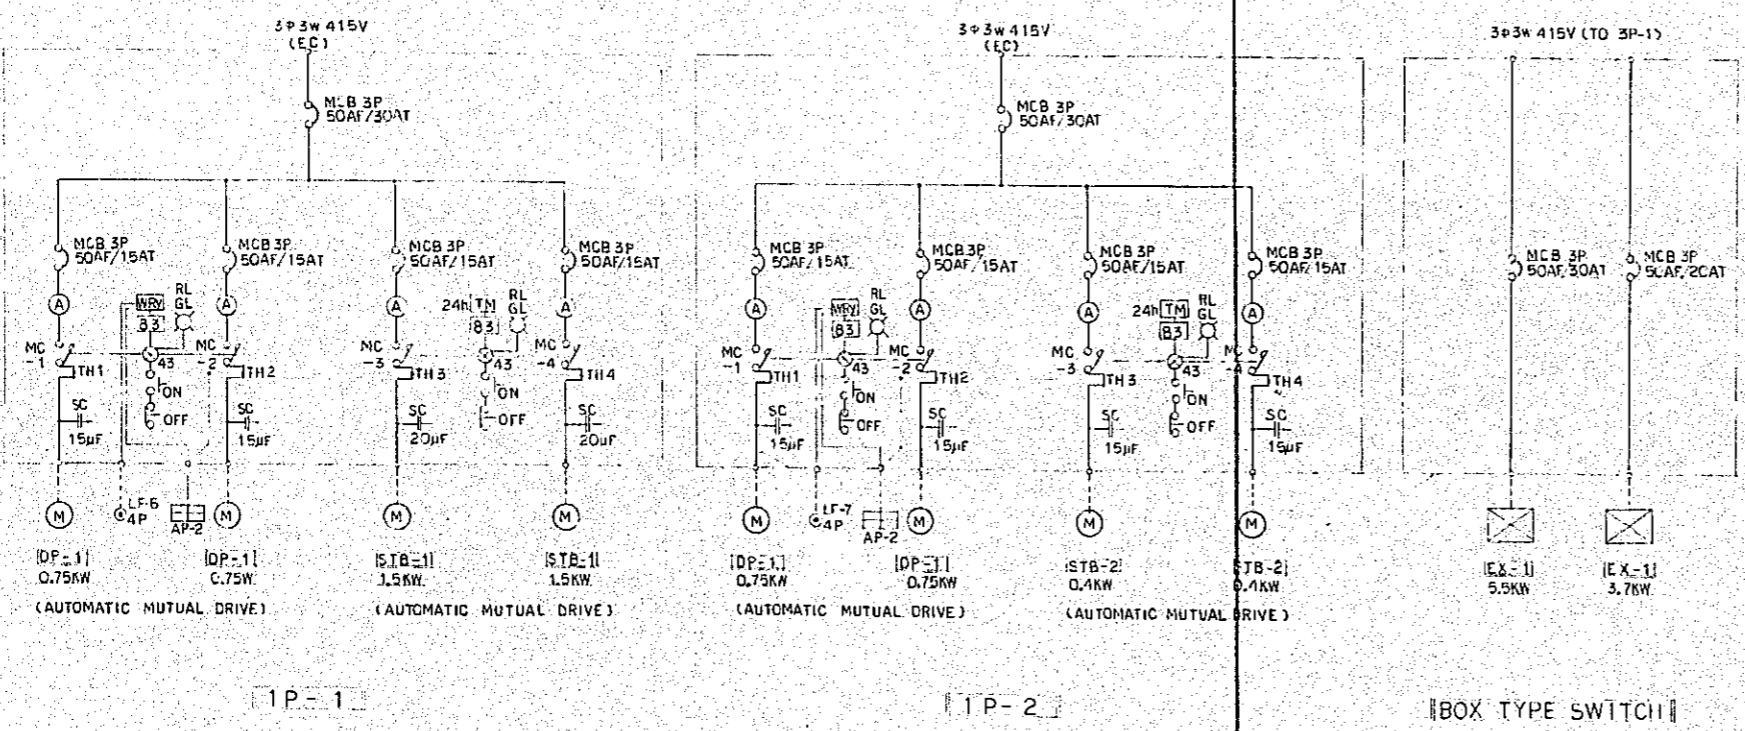 3Φ3W 415V
(EC)
MCB 3P
50AF/30AT
MCB 3P
50AF/15AT
MCB 3P
50AF/15AT
MCB 3P
50AF/15AT
MCB 3P
50AF/15AT
A
WRY
83
RL
GL
A
A
24h TM
83
RL
GL
A
MC
-1
TH1
43
MC
-2
TH2
MC
-3
TH3
43
MC
-4
TH4
ON
OFF
ON
OFF
SC
15µF
SC
15µF
SC
20µF
SC
20µF
M
LF-6
4P
AP-2
M
M
M
DP-1
0.75KW
DP-1
0.75KW
STB-1
1.5KW
STB-1
1.5KW
(AUTOMATIC MUTUAL DRIVE)
(AUTOMATIC MUTUAL DRIVE)
1P-1
3Φ3W 415V
(EC)
MCB 3P
50AF/30AT
MCB 3P
50AF/15AT
MCB 3P
50AF/15AT
MCB 3P
50AF/15AT
MCB 3P
50AF/15AT
A
WRY
83
RL
GL
A
A
24h TM
83
RL
GL
A
MC
-1
TH1
43
MC
-2
TH2
MC
-3
TH3
43
MC
-4
TH4
ON
OFF
ON
OFF
SC
15µF
SC
15µF
SC
15µF
SC
15µF
M
LF-7
4P
AP-2
M
M
M
DP-1
0.75KW
DP-1
0.75KW
STB-2
0.4KW
STB-2
0.4KW
(AUTOMATIC MUTUAL DRIVE)
(AUTOMATIC MUTUAL DRIVE)
1P-2
3Φ3W 415V (TO 3P-1)
MCB 3P
50AF/30AT
MCB 3P
50AF/20AT
EX-1
5.5KW
EX-1
3.7KW
BOX TYPE SWITCH